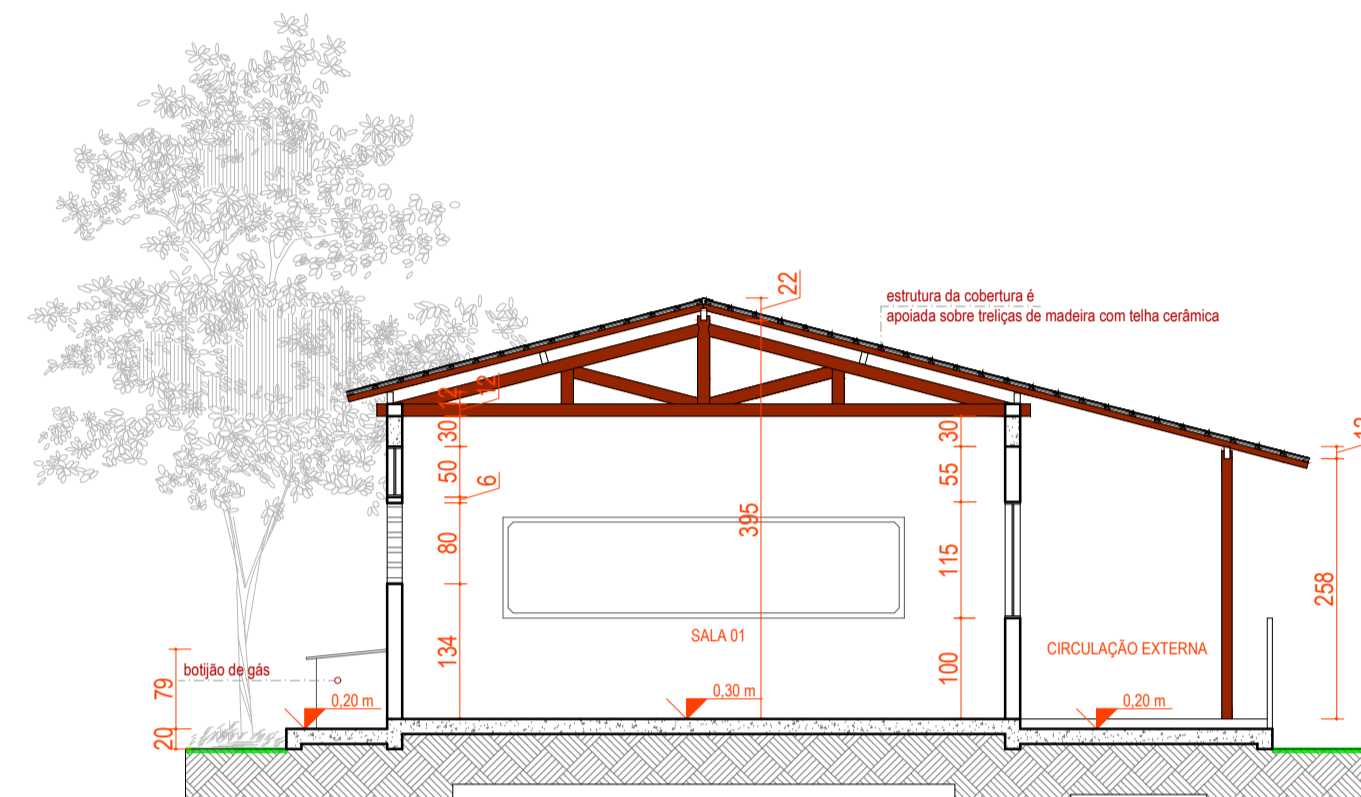 22
estrutura da cobertura é
apoiada sobre treliças de madeira com telha cerâmica
12
12
30
50
6
80
134
395
30
55
115
100
12
258
SALA 01
CIRCULAÇÃO EXTERNA
botijão de gás
79
20
0,20 m
0,30 m
0,20 m